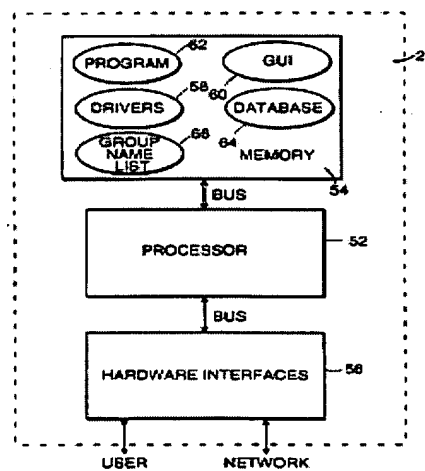 62
PROGRAM
GUI
2
58
60
DRIVERS
DATABASE
66
64
GROUP
NAME
LIST
MEMORY
54
BUS
PROCESSOR
52
BUS
HARDWARE INTERFACES
56
USER
NETWORK